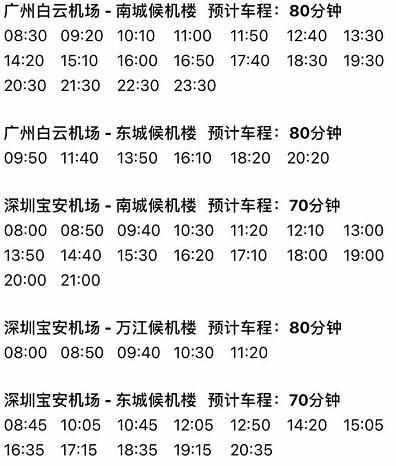 广州白云机场 - 南城候机楼 预计车程：80分钟
08:30 09:20 10:10 11:00 11:50 12:40 13:30
14:20 15:10 16:00 16:50 17:40 18:30 19:30
20:30 21:30 22:30 23:30
广州白云机场 - 东城候机楼 预计车程：80分钟
09:50 11:40 13:50 16:10 18:20 20:20
深圳宝安机场 - 南城候机楼 预计车程：70分钟
08:00 08:50 09:40 10:30 11:20 12:10 13:00
13:50 14:40 15:30 16:20 17:10 18:00 19:00
20:00 21:00
深圳宝安机场 - 万江候机楼 预计车程：80分钟
08:00 08:50 09:40 10:30 11:20
深圳宝安机场 - 东城候机楼 预计车程：70分钟
08:45 10:05 10:45 12:05 12:50 14:20 15:05
16:35 17:15 18:35 19:15 20:35